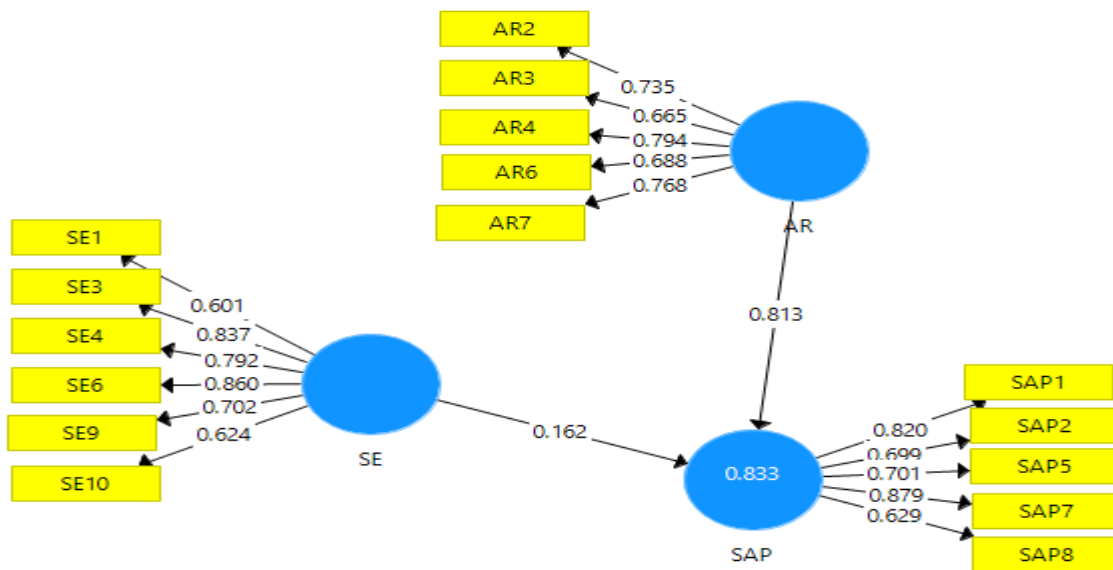 AR2
AR3
AR4
AR6
AR7
0.735
0.665
0.794
0.688
0.768
AR
0.813
SE1
SE3
SE4
SE6
SE9
SE10
0.601
0.837
0.792
0.860
0.702
0.624
SE
0.162
0.833
SAP
0.820
0.699
0.701
0.879
0.629
SAP1
SAP2
SAP5
SAP7
SAP8